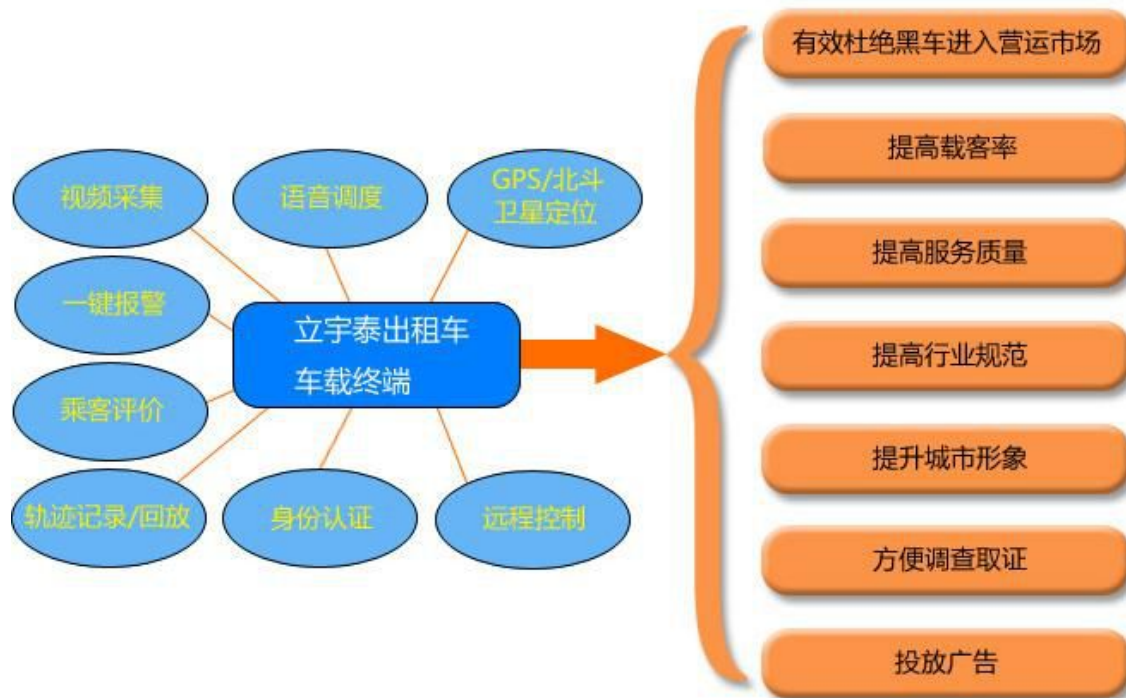 视频采集
语音调度
GPS/北斗
卫星定位
一键报警
立宇泰出租车
车载终端
乘客评价
轨迹记录/回放
身份认证
远程控制
有效杜绝黑车进入营运市场
提高载客率
提高服务质量
提高行业规范
提升城市形象
方便调查取证
投放广告